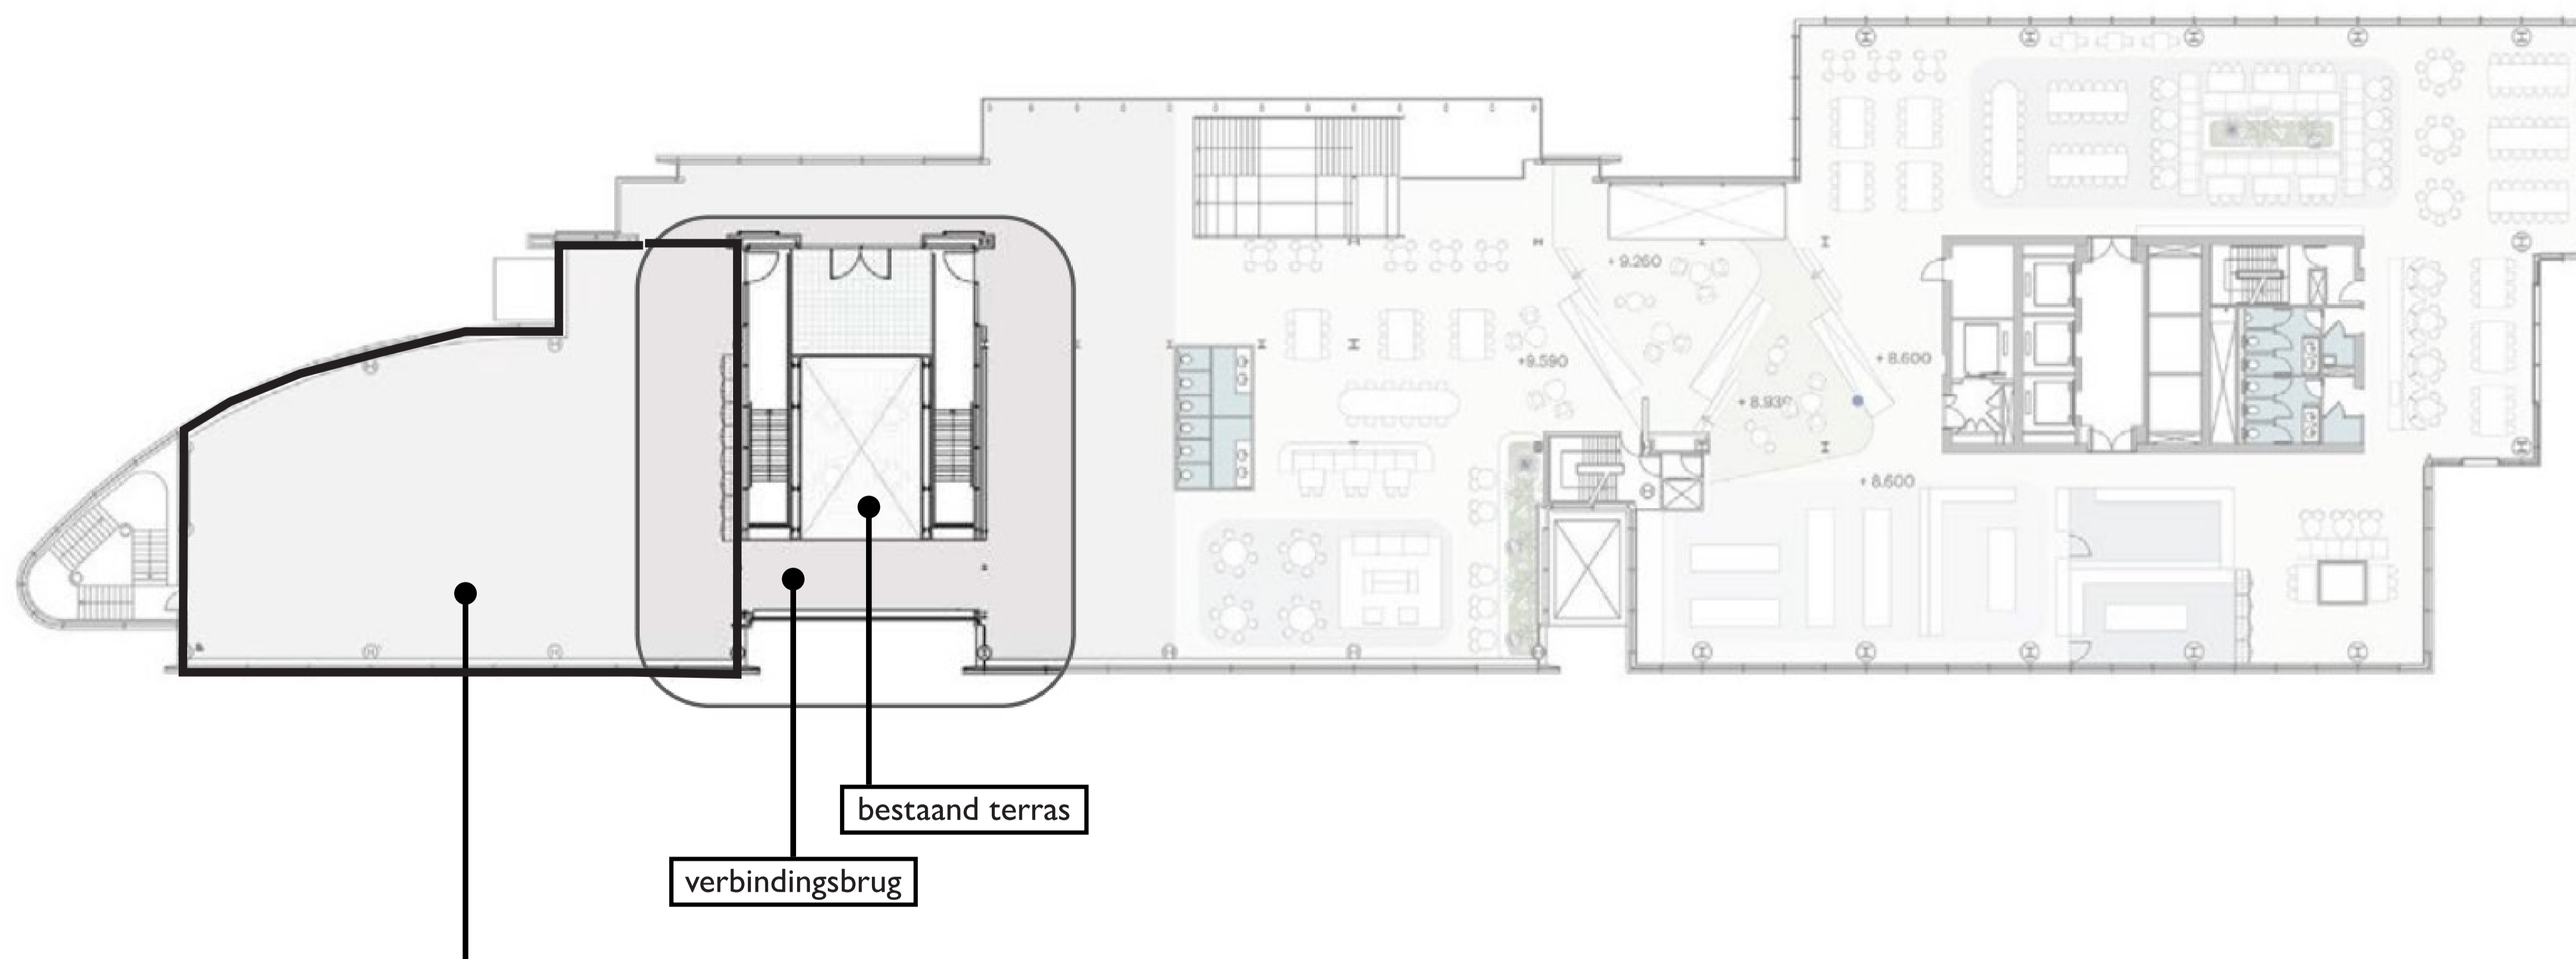 + 9.260
+9.590
+ 8.600
+ 8.930
+ 8.600
bestaand terras
verbindingsbrug